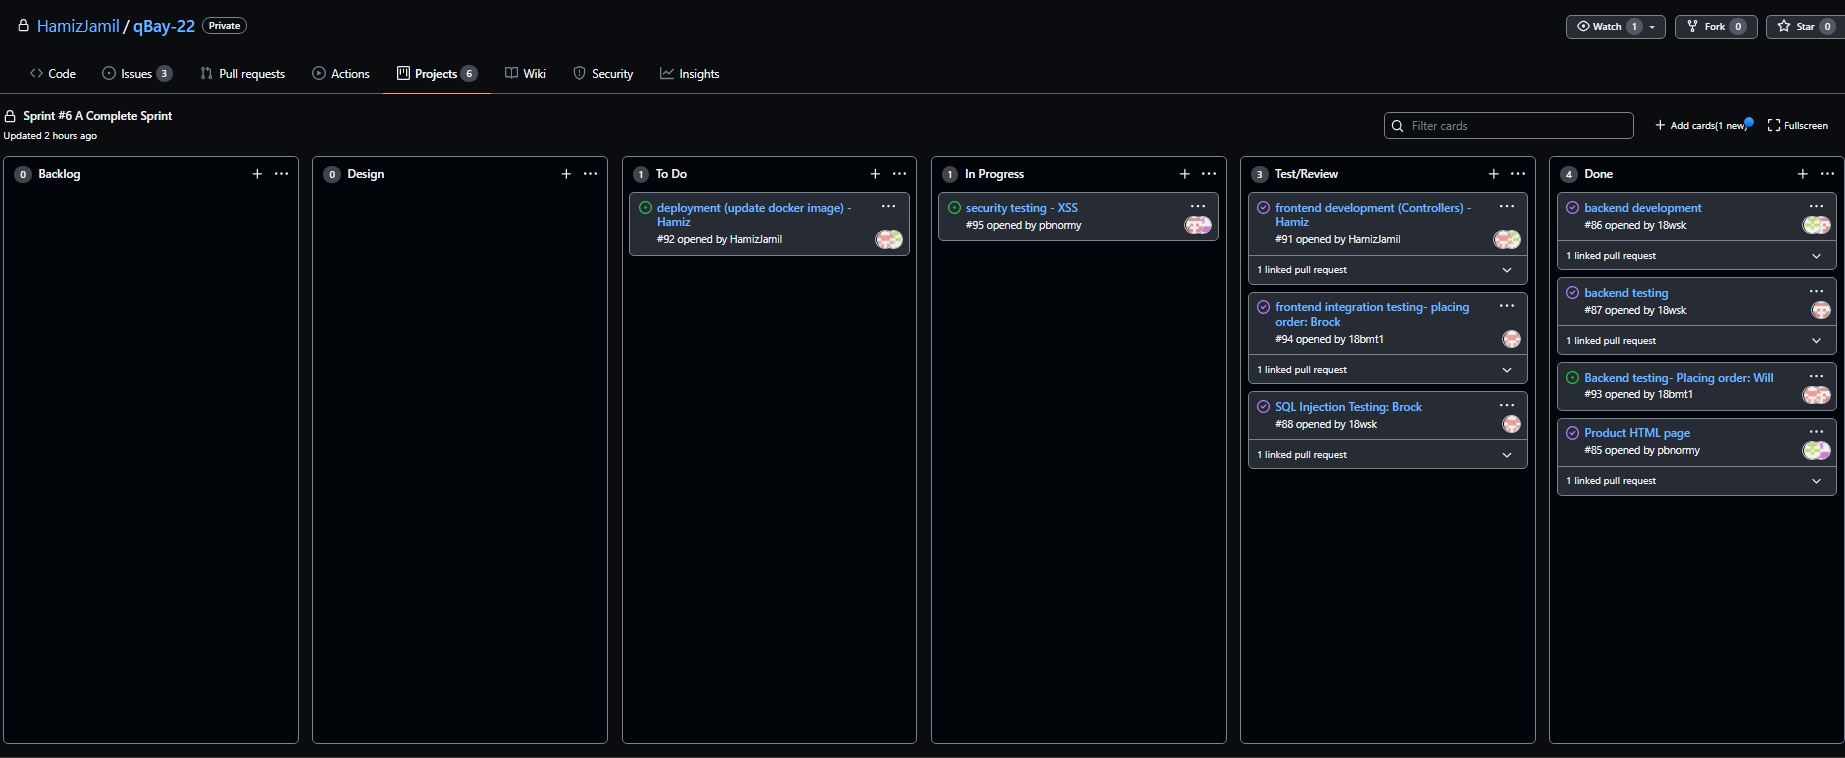 HamizJamil / qBay-22 Private
Watch 1
Fork 0
Star 0
Code
Issues 3
Pull requests
Actions
Projects 6
Wiki
Security
Insights
Sprint #6 A Complete Sprint
Updated 2 hours ago
Filter cards
Add cards(1 new)
Fullscreen
0 Backlog
0 Design
1 To Do
deployment (update docker image) -
Hamiz
#92 opened by HamizJamil
1 In Progress
security testing - XSS
#95 opened by pbnormy
3 Test/Review
frontend development (Controllers) -
Hamiz
#91 opened by HamizJamil
1 linked pull request
frontend integration testing- placing
order: Brock
#94 opened by 18bmt1
1 linked pull request
SQL Injection Testing: Brock
#88 opened by 18wsk
1 linked pull request
4 Done
backend development
#86 opened by 18wsk
1 linked pull request
backend testing
#87 opened by 18wsk
1 linked pull request
Backend testing- Placing order: Will
#93 opened by 18bmt1
Product HTML page
#85 opened by pbnormy
1 linked pull request